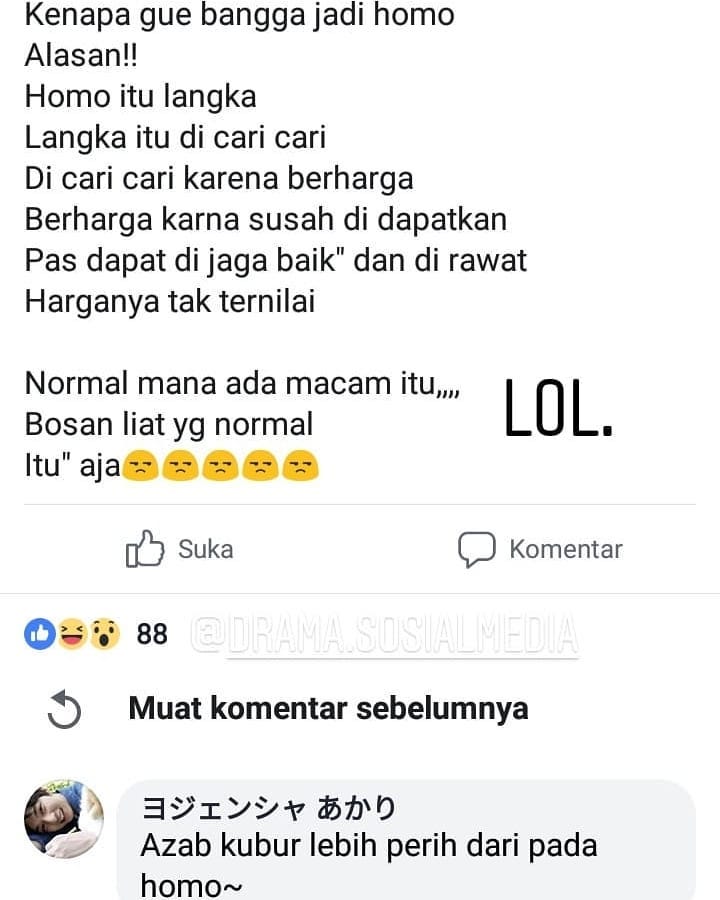 Kenapa gue bangga jadi homo
Alasan!!
Homo itu langka
Langka itu di cari cari
Di cari cari karena berharga
Berharga karna susah di dapatkan
Pas dapat di jaga baik" dan di rawat
Harganya tak ternilai
Normal mana ada macam itu,,,,
LOL.
Bosan liat yg normal
Itu" aja😒😒😒😒😒
Suka
Komentar
88
@DRAMA.SOSIALMEDIA
Muat komentar sebelumnya
ヨジェンシャ あかり
Azab kubur lebih perih dari pada
homo~